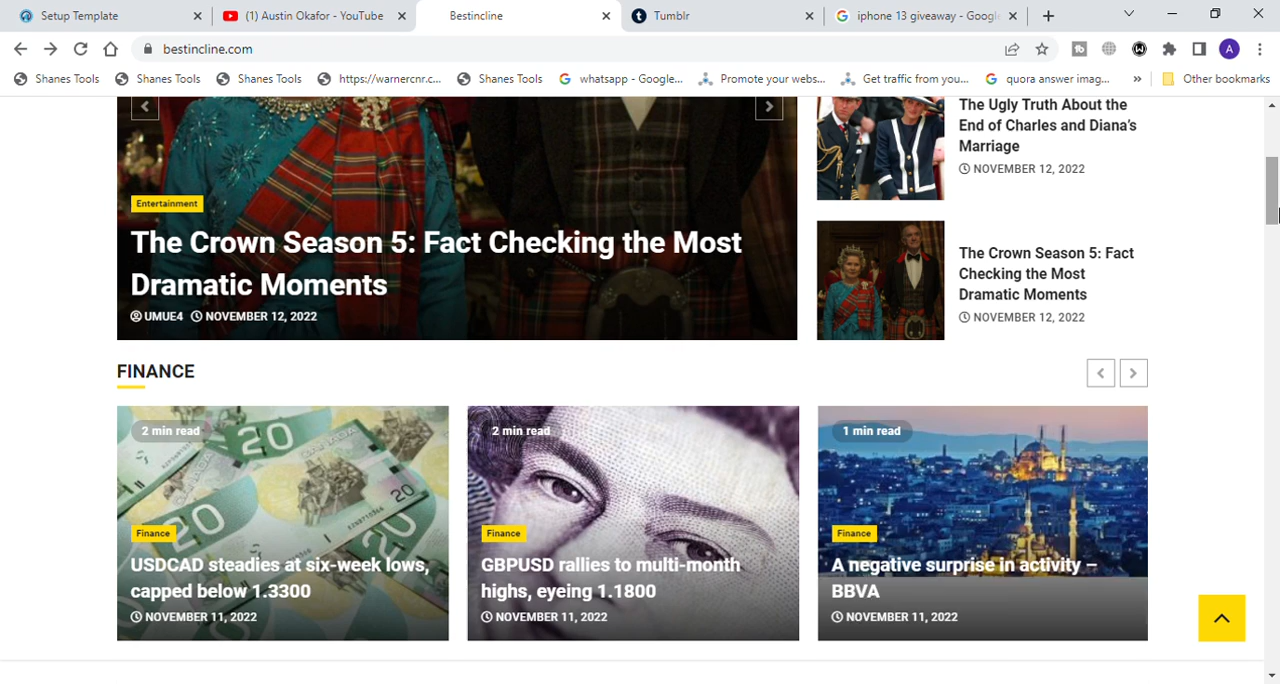 Setup Template
(1) Austin Okafor - YouTube
Bestincline
Tumblr
iphone 13 giveaway - Google
bestincline.com
A
Shanes Tools
Shanes Tools
Shanes Tools
https://warnercnr.c...
Shanes Tools
whatsapp - Google...
Promote your webs...
Get traffic from you...
quora answer imag...
»
Other bookmarks
Entertainment
The Crown Season 5: Fact Checking the Most
Dramatic Moments
UMUE4 NOVEMBER 12, 2022
The Ugly Truth About the
End of Charles and Diana's
Marriage
NOVEMBER 12, 2022
The Crown Season 5: Fact
Checking the Most
Dramatic Moments
NOVEMBER 12, 2022
FINANCE
2 min read
20
20
20
CANADA
Finance
USDCAD steadies at six-week lows,
capped below 1.3300
NOVEMBER 11, 2022
2 min read
Finance
GBPUSD rallies to multi-month
highs, eyeing 1.1800
NOVEMBER 11, 2022
1 min read
Finance
A negative surprise in activity –
BBVA
NOVEMBER 11, 2022